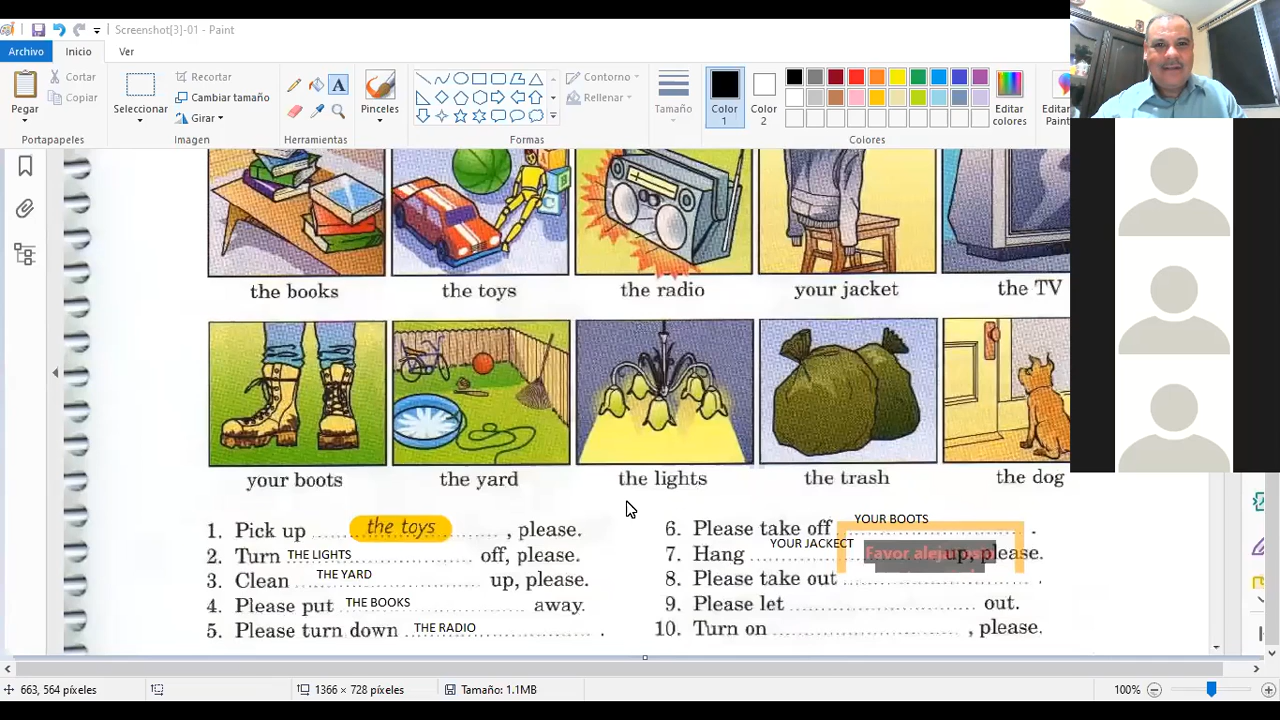 Screenshot[3]-01 - Paint
Archivo Inicio Ver
Pegar
Cortar
Copiar
Portapapeles
Seleccionar
Recortar
Cambiar tamaño
Girar
Imagen
A
Herramientas
Pinceles
Contorno
Rellenar
Formas
Tamaño
Color 1
Color 2
Editar colores
Colores
the books the toys the radio your jacket the TV
your boots the yard the lights the trash the dog
1. Pick up the toys, please.
2. Turn THE LIGHTS off, please.
3. Clean THE YARD up, please.
4. Please put THE BOOKS away.
5. Please turn down THE RADIO .
6. Please take off YOUR BOOTS .
7. Hang YOUR JACKECT up, please.
8. Please take out .
9. Please let out.
10. Turn on , please.
663, 564 píxeles 1366 × 728 píxeles Tamaño: 1.1MB 100%